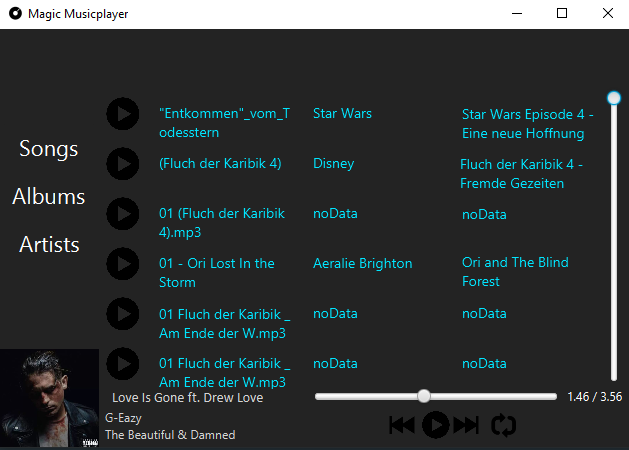 Magic Musicplayer
Songs
Albums
Artists
"Entkommen"_vom_T
odesstern
Star Wars
Star Wars Episode 4 -
Eine neue Hoffnung
(Fluch der Karibik 4)
Disney
Fluch der Karibik 4 -
Fremde Gezeiten
01 (Fluch der Karibik
4).mp3
noData
noData
01 - Ori Lost In the
Storm
Aeralie Brighton
Ori and The Blind
Forest
01 Fluch der Karibik _
Am Ende der W.mp3
noData
noData
01 Fluch der Karibik _
Am Ende der W.mp3
noData
noData
Love Is Gone ft. Drew Love
G-Eazy
The Beautiful & Damned
1.46 / 3.56